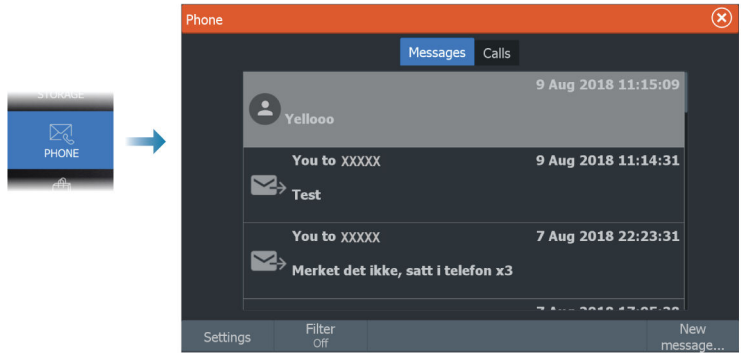 STORAGE
PHONE
Phone
Messages Calls
9 Aug 2018 11:15:09
Yellooo
You to XXXXX 9 Aug 2018 11:14:31
Test
You to XXXXX 7 Aug 2018 22:23:31
Merket det ikke, satt i telefon x3
Settings
Filter
Off
New
message...